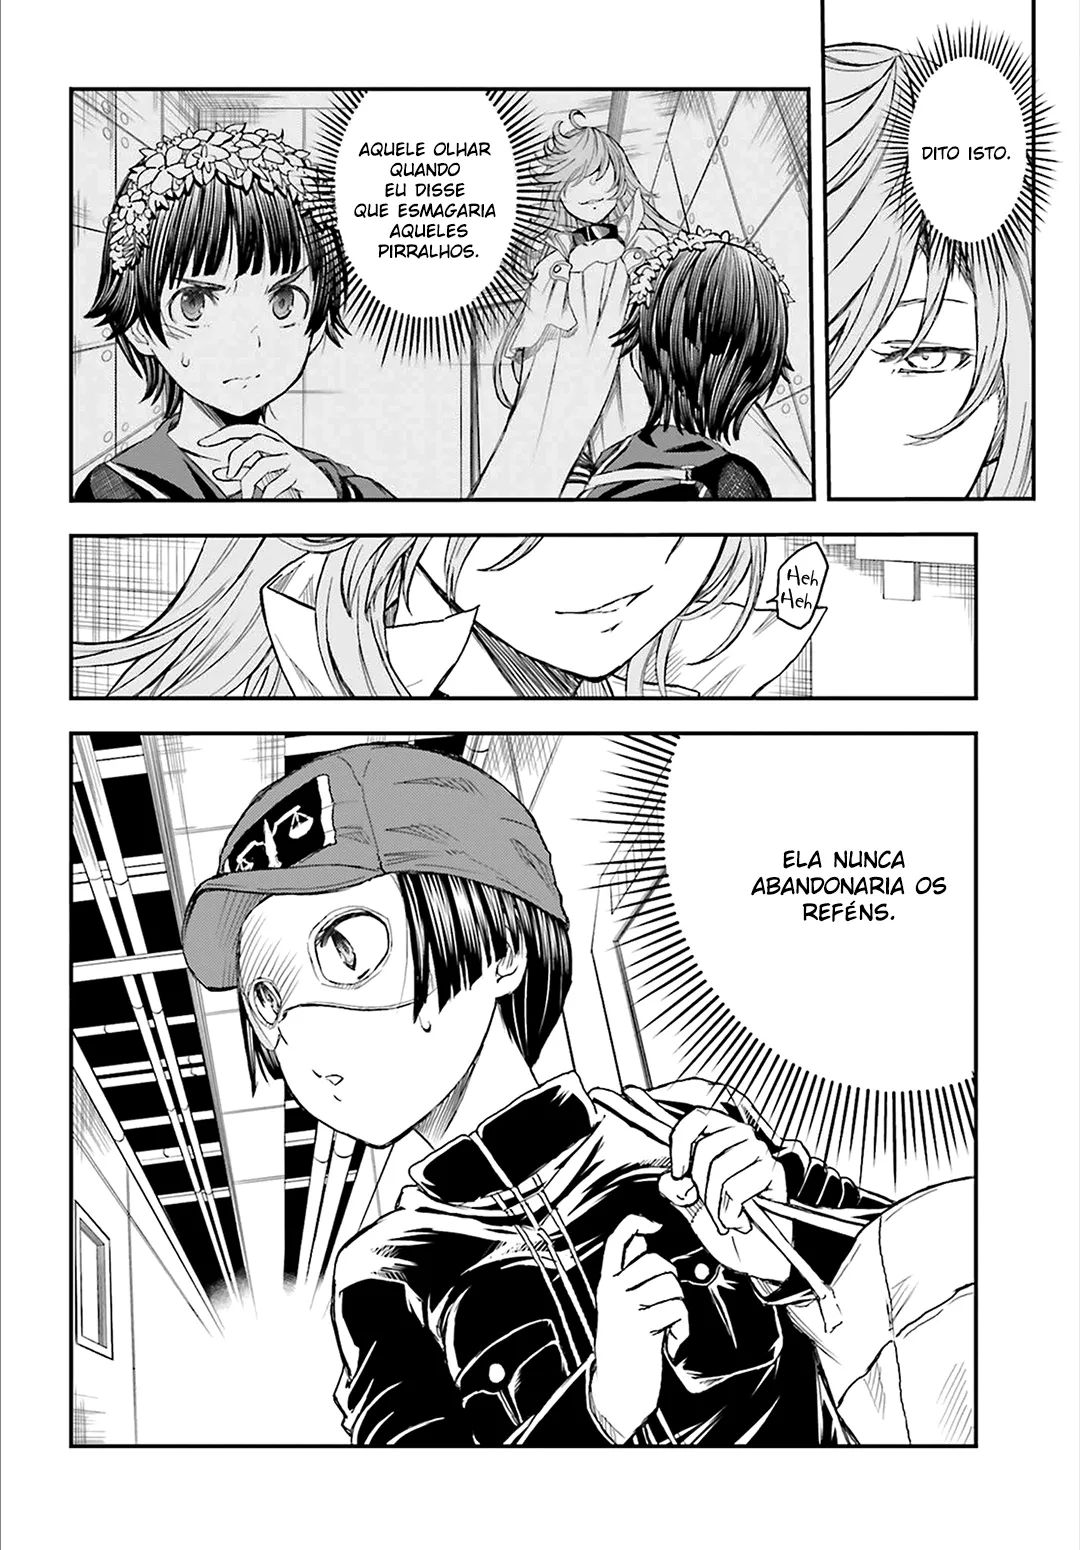 DITO ISTO.
AQUELE OLHAR
QUANDO
EU DISSE
QUE ESMAGARIA
AQUELES
PIRRALHOS.
Heh
Heh
ELA NUNCA
ABANDONARIA OS
REFÉNS.